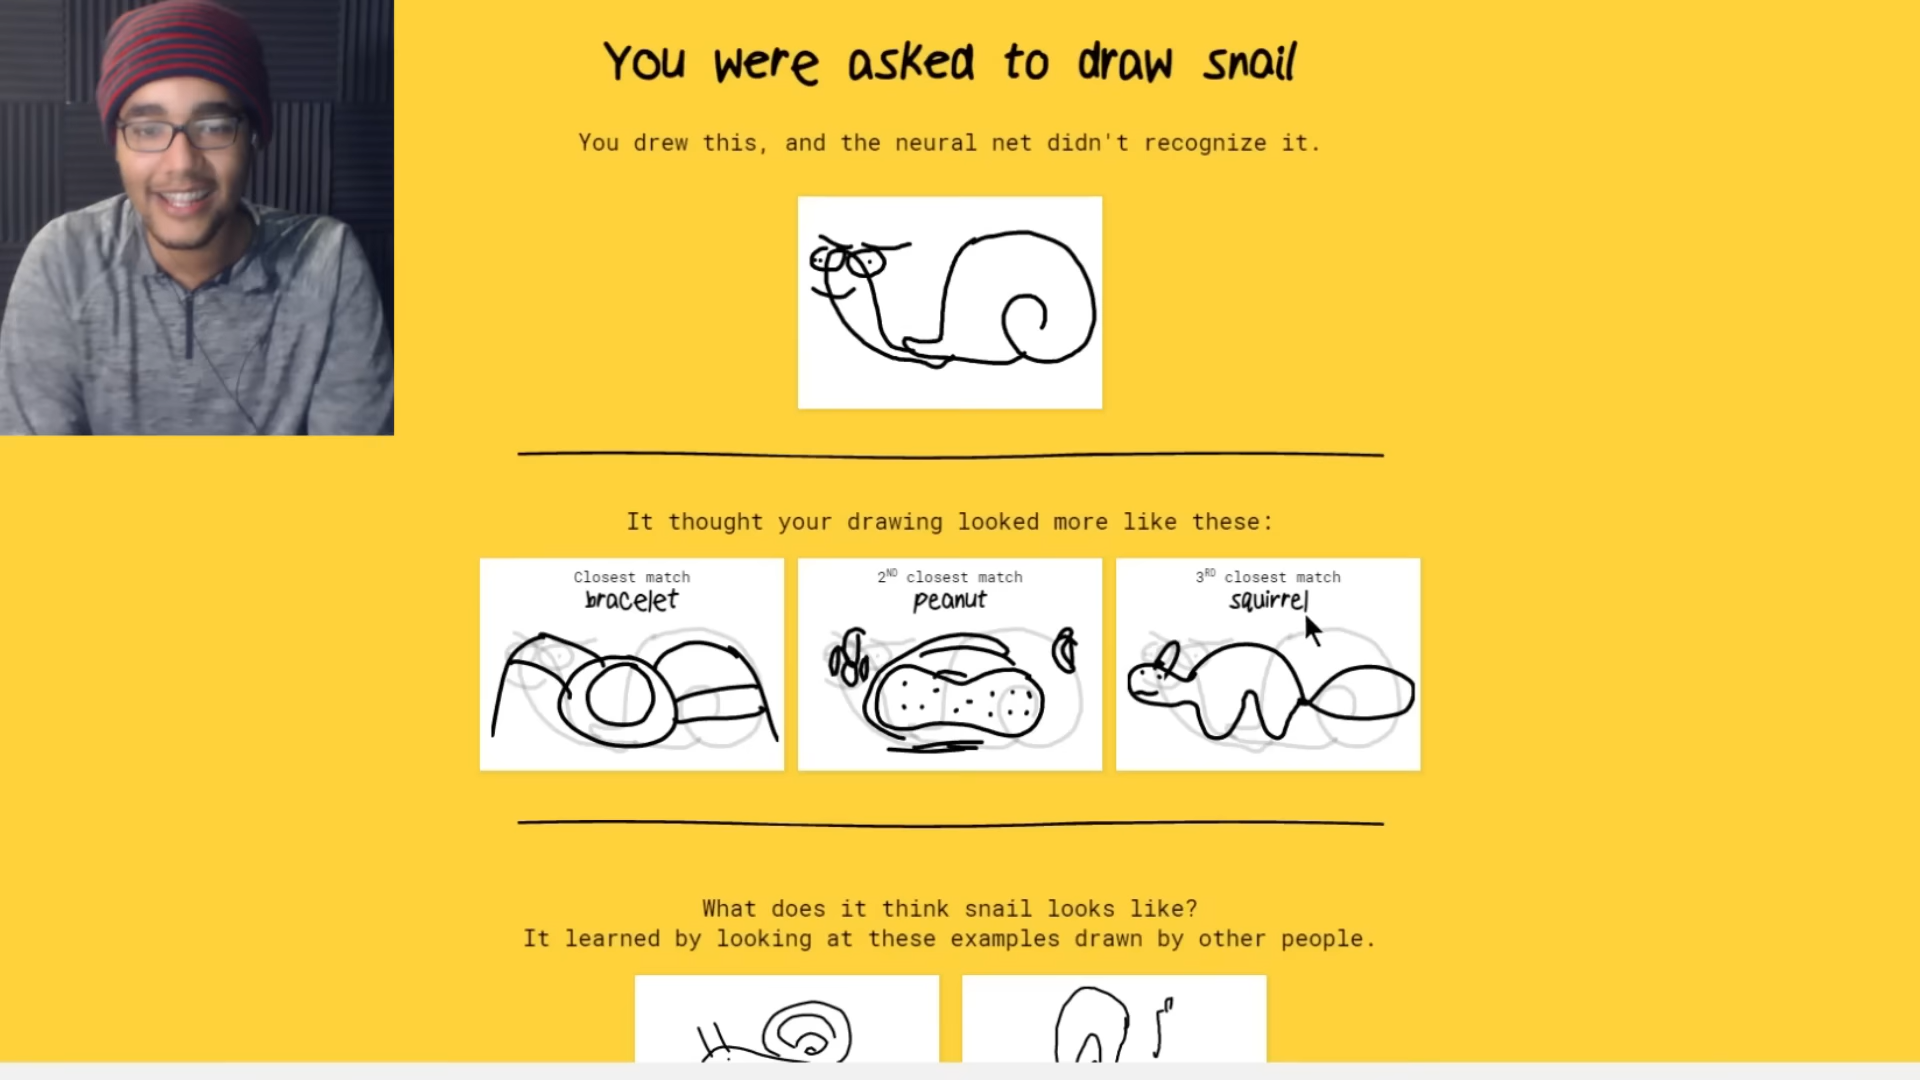 You were asked to draw snail
You drew this, and the neural net didn't recognize it.
It thought your drawing looked more like these:
Closest match
bracelet
2ND closest match
peanut
3RD closest match
squirrel
What does it think snail looks like?
It learned by looking at these examples drawn by other people.